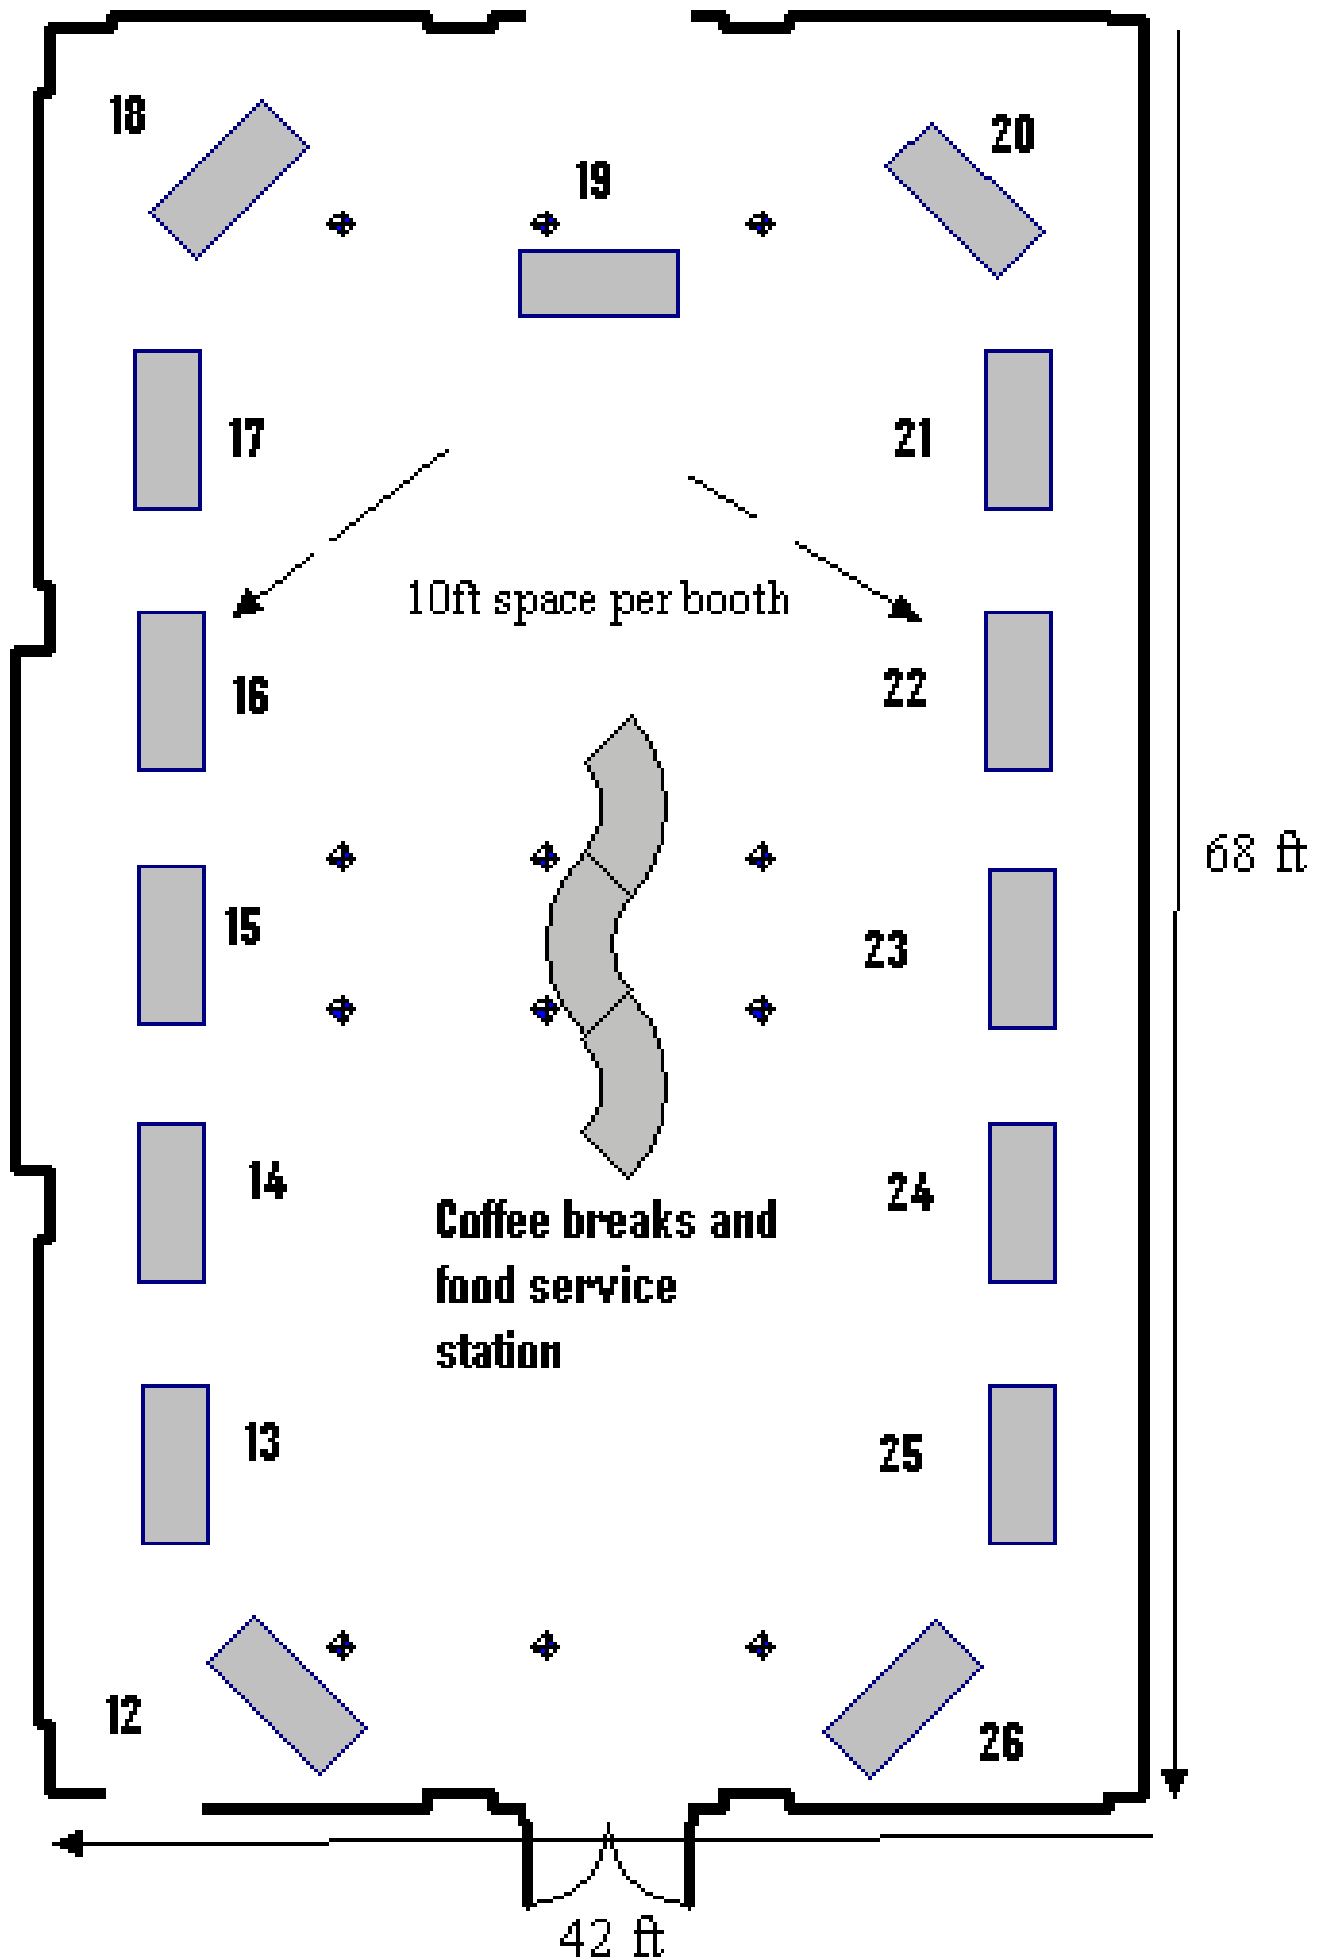 18
20
19
17
21
10ft space per booth
16
22
68 ft
15
23
14
24
Coffee breaks and
food service
station
13
25
12
26
42 ft